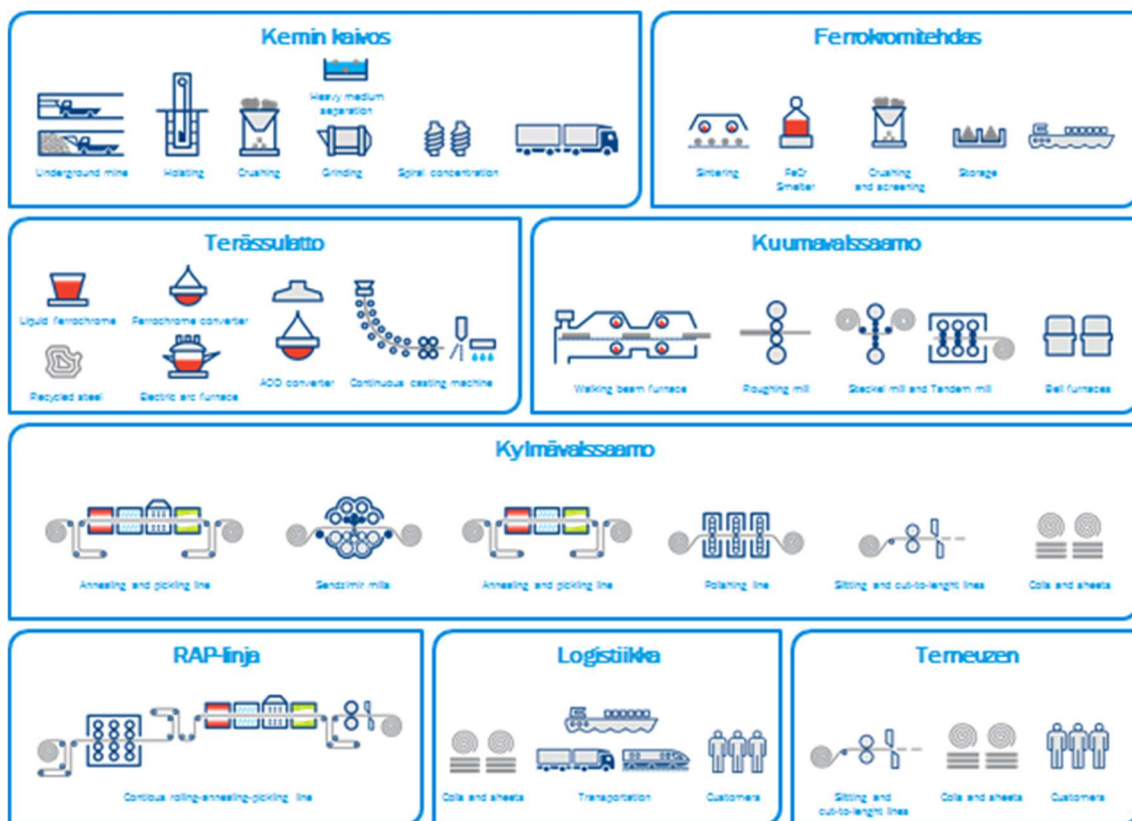 Kemin kaivos
Heavy medium
separation
Underground mine
Hoisting
Crushing
Grinding
Spiral concentration
Ferrokromitehdas
Sintering
FeCr
Smelter
Crushing
and screening
Storage
Terässulatto
Liquid ferrochrome
Ferrochrome converter
Recycled steel
Electric arc furnace
AOD converter
Continuous casting machine
Kuumavalssaamo
Walking beam furnace
Roughing mill
Steckel mill and Tandem mill
Bell furnaces
Kylmävalssaamo
Annealing and pickling line
Sendzimir mills
Annealing and pickling line
Polishing line
Slitting and cut-to-lenght lines
Coils and sheets
RAP-linja
Contious rolling-annealing-pickling line
Logistiikka
Coils and sheets
Transportation
Customers
Terneuzen
Slitting and
cut-to-lenght lines
Coils and sheets
Customers